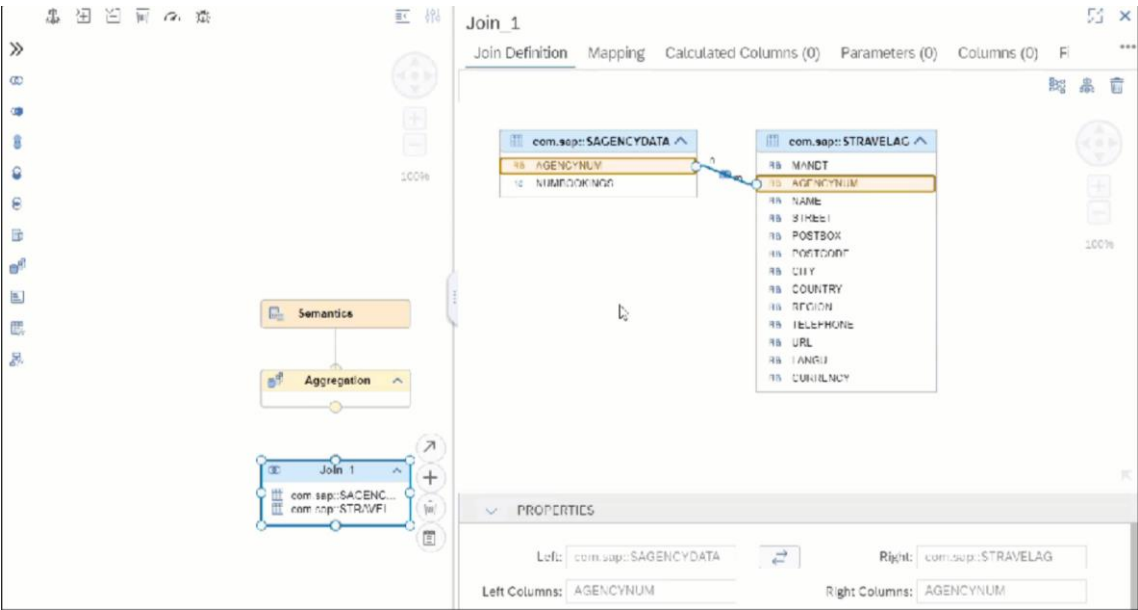 Join_1
Join Definition Mapping Calculated Columns (0) Parameters (0) Columns (0) Fi
com.sap::SAGENCYDATA
AGENCYNUM
NUMBOOKINGS
com.sap::STRAVELAG
MANDT
AGENCYNUM
NAME
STREET
POSTBOX
POSTCODE
CITY
COUNTRY
REGION
TELEPHONE
URL
LANGU
CURRENCY
100%
100%
Semantics
Aggregation
Join_1
com.sap::SAGENC...
com.sap::STRAVEL
PROPERTIES
Left: com.sap::SAGENCYDATA
Right: com.sap::STRAVELAG
Left Columns: AGENCYNUM
Right Columns: AGENCYNUM